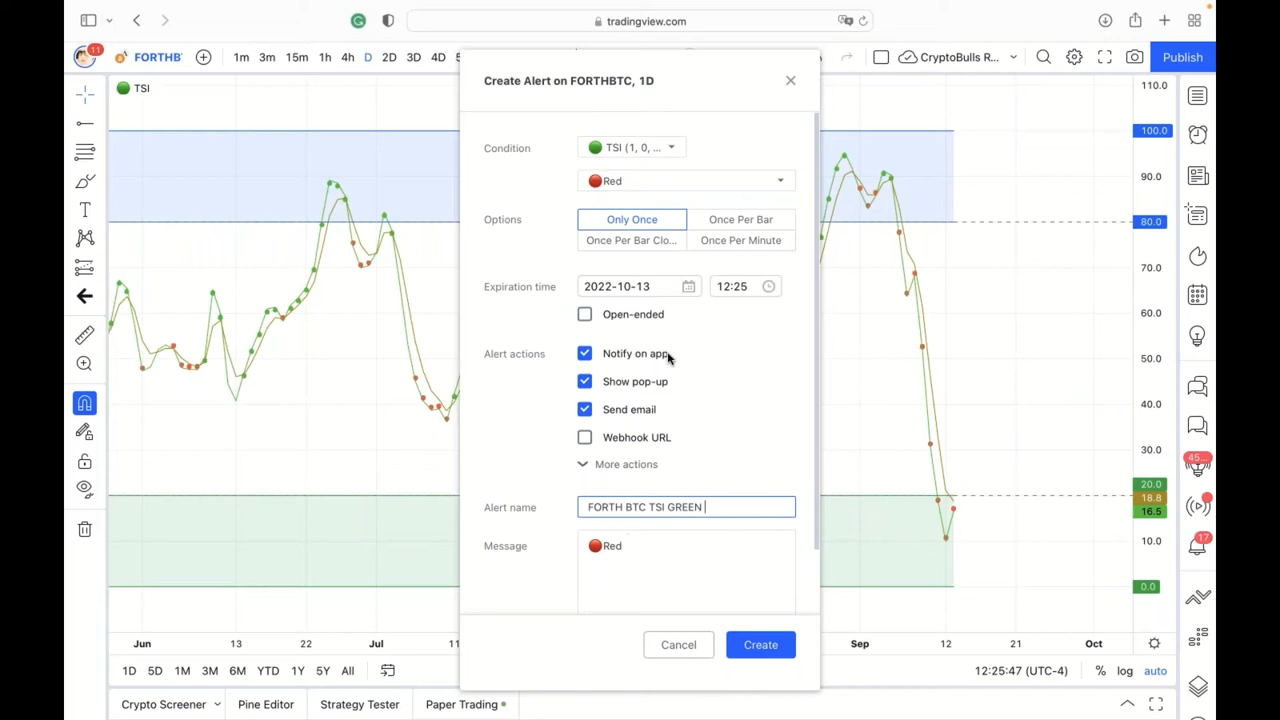 tradingview.com
11
FORTHB
1m 3m 15m 1h 4h D 2D 3D 4D
CryptoBulls R...
Publish
TSI
Create Alert on FORTHBTC, 1D
Condition
TSI (1, 0, ...
Red
Options
Only Once
Once Per Bar
Once Per Bar Clo...
Once Per Minute
Expiration time
2022-10-13
12:25
Open-ended
Alert actions
Notify on app
Show pop-up
Send email
Webhook URL
More actions
Alert name
FORTH BTC TSI GREEN
Message
Red
Cancel
Create
110.0
100.0
90.0
80.0
70.0
60.0
50.0
40.0
30.0
20.0
18.8
16.5
10.0
0.0
45...
17
Jun 13 22 Jul 11 Sep 12 21 Oct
1D 5D 1M 3M 6M YTD 1Y 5Y All
12:25:47 (UTC-4)
% log auto
Crypto Screener
Pine Editor
Strategy Tester
Paper Trading